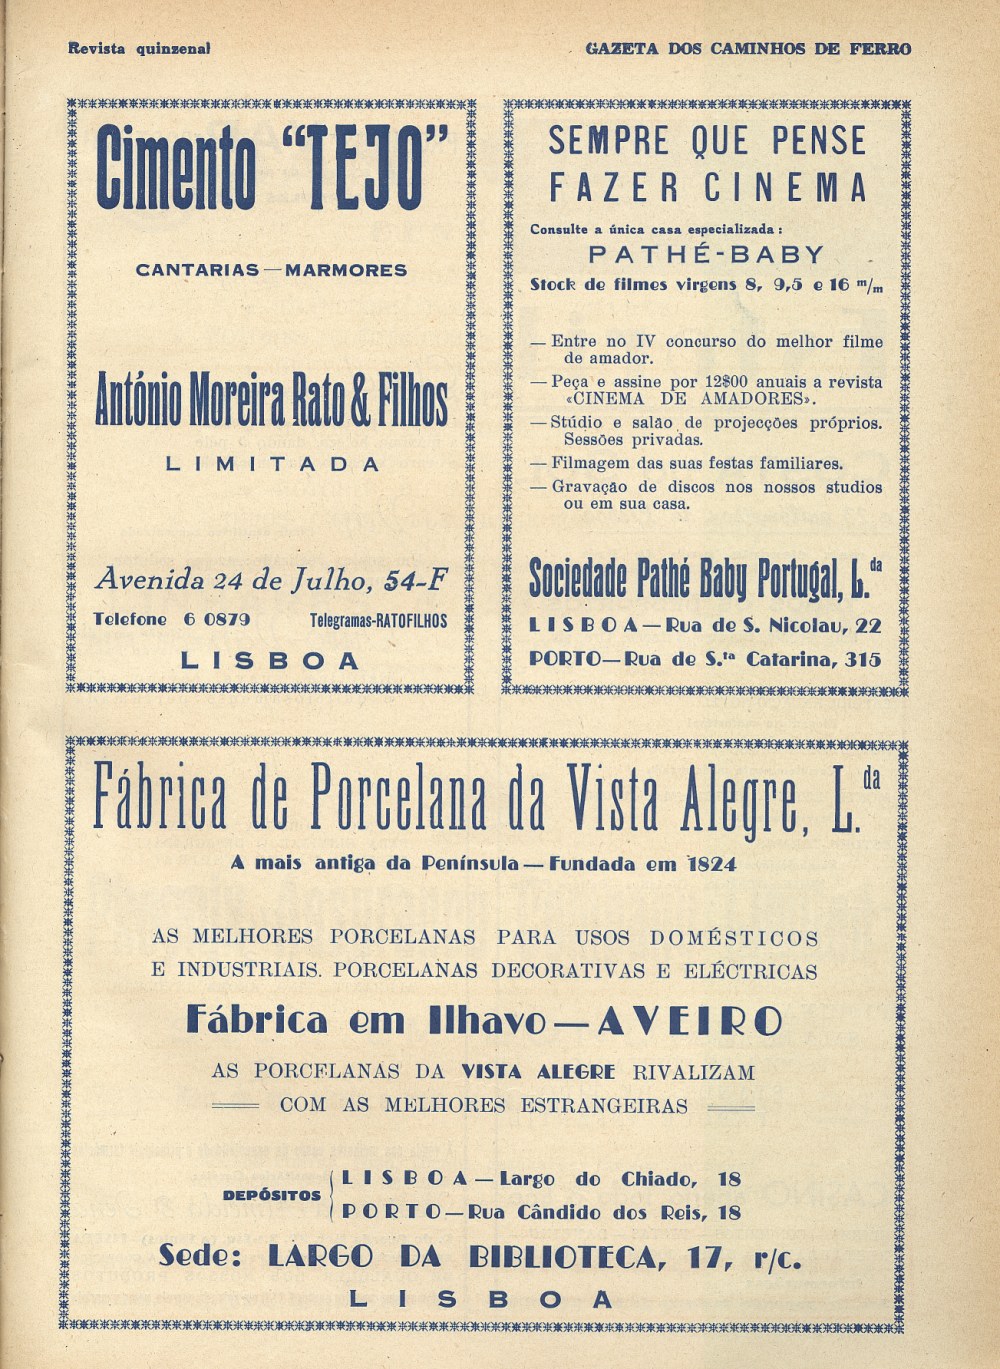 Revista quinzenal
GAZETA DOS CAMINHOS DE FERRO
Cimento “TEJO”
CANTARIAS — MARMORES
António Moreira Rato & Filhos
LIMITADA
Avenida 24 de Julho, 54-F
Telefone 6 0879 Telegramas-RATOFILHOS
LISBOA
SEMPRE QUE PENSE
FAZER CINEMA
Consulte a única casa especializada :
PATHÉ-BABY
Stock de filmes virgens 8, 9,5 e 16 m/m
— Entre no IV concurso do melhor filme
de amador.
— Peça e assine por 12$00 anuais a revista
«CINEMA DE AMADORES».
— Stúdio e salão de projecções próprios.
Sessões privadas.
— Filmagem das suas festas familiares.
— Gravação de discos nos nossos studios
ou em sua casa.
Sociedade Pathé Baby Portugal, L.da
LISBOA — Rua de S. Nicolau, 22
PORTO — Rua de S.ta Catarina, 315
Fábrica de Porcelana da Vista Alegre, L.da
A mais antiga da Península — Fundada em 1824
AS MELHORES PORCELANAS PARA USOS DOMÉSTICOS
E INDUSTRIAIS. PORCELANAS DECORATIVAS E ELÉCTRICAS
Fábrica em Ilhavo — AVEIRO
AS PORCELANAS DA VISTA ALEGRE RIVALIZAM
COM AS MELHORES ESTRANGEIRAS
DEPÓSITOS
LISBOA — Largo do Chiado, 18
PORTO — Rua Cândido dos Reis, 18
Sede: LARGO DA BIBLIOTECA, 17, r/c.
LISBOA